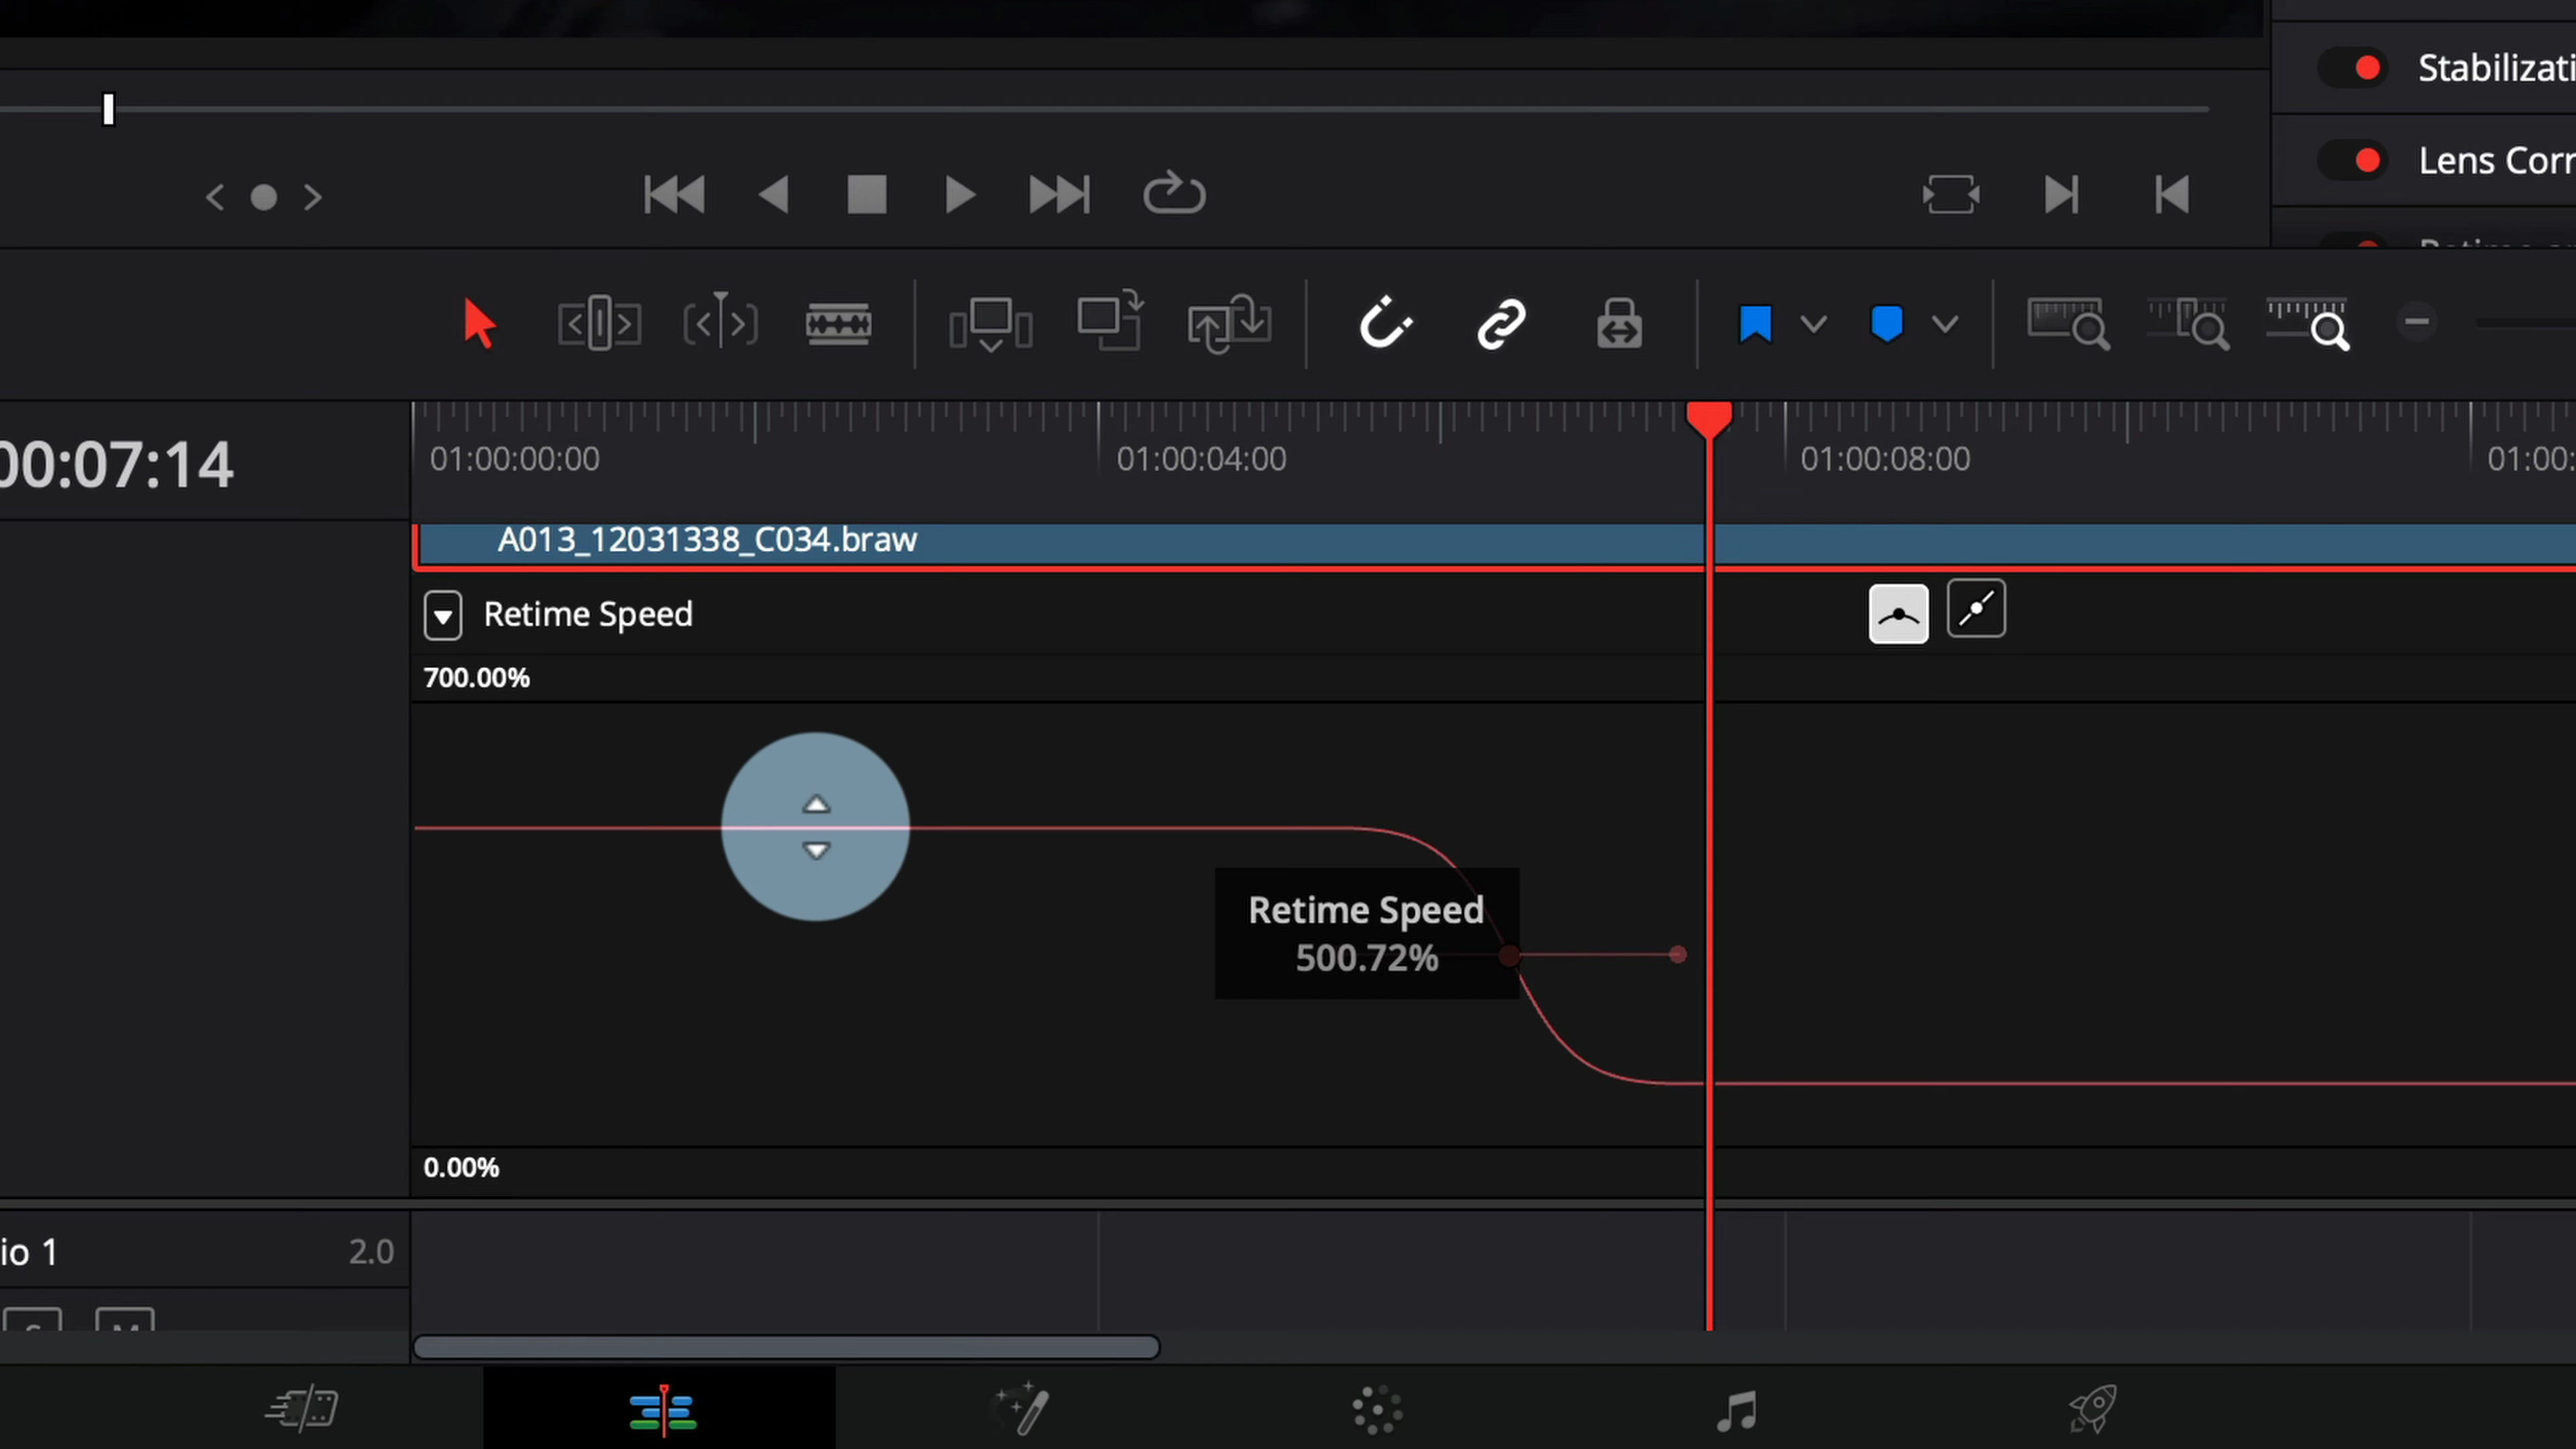 Stabilizati
Lens Corr
00:07:14
01:00:00:00
01:00:04:00
01:00:08:00
01:00:
A013_12031338_C034.braw
Retime Speed
700.00%
Retime Speed
500.72%
0.00%
io 1
2.0
S M